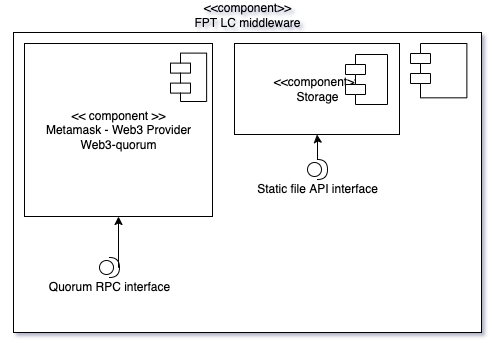 <<component>>
FPT LC middleware
<< component >>
Metamask - Web3 Provider
Web3-quorum
<<component>
Storage
Static file API interface
Quorum RPC interface